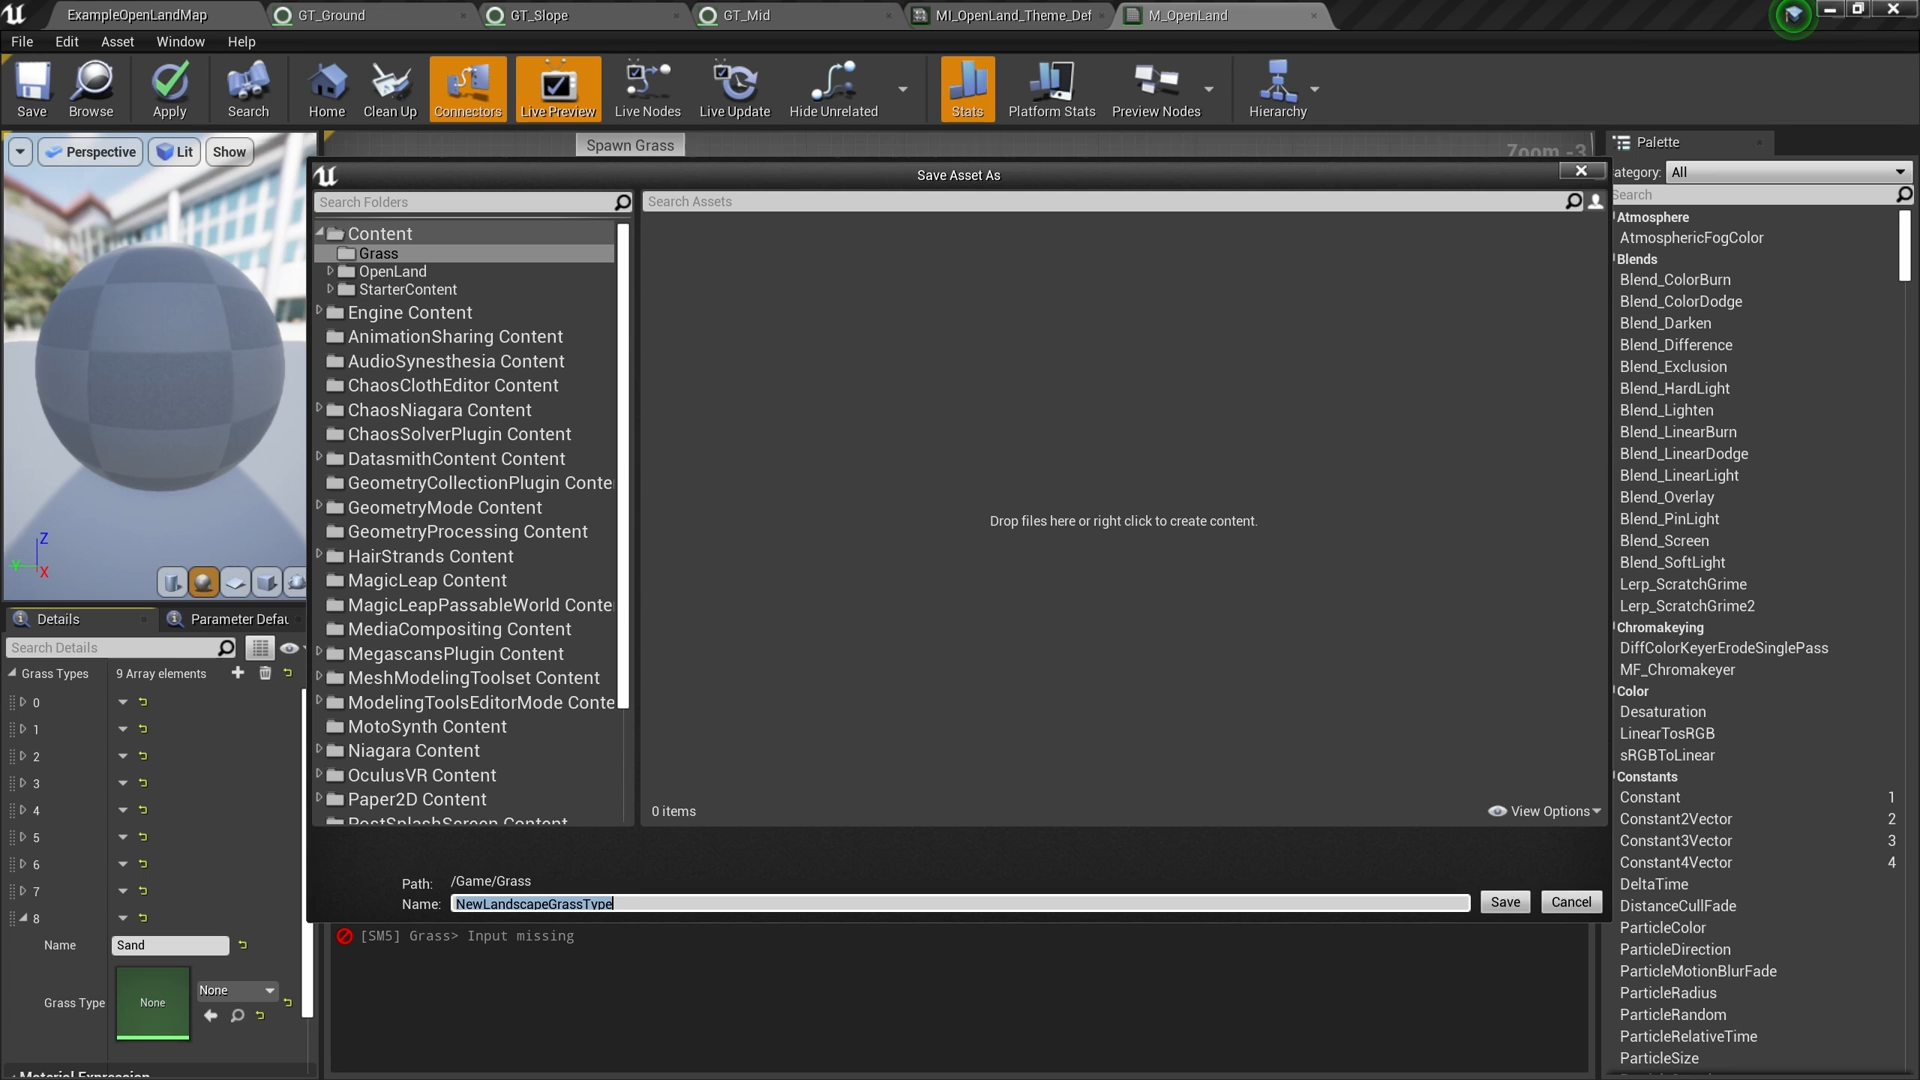 ExampleOpenLandMap
GT_Ground
GT_Slope
GT_Mid
MI_OpenLand_Theme_Def
M_OpenLand
File Edit Asset Window Help
Save Browse Apply Search Home Clean Up Connectors Live Preview Live Nodes Live Update Hide Unrelated Stats Platform Stats Preview Nodes Hierarchy
Perspective Lit Show
Spawn Grass
Zoom -3
Save Asset As
Search Folders
Search Assets
Content
Grass
OpenLand
StarterContent
Engine Content
AnimationSharing Content
AudioSynesthesia Content
ChaosClothEditor Content
ChaosNiagara Content
ChaosSolverPlugin Content
DatasmithContent Content
GeometryCollectionPlugin Conte
GeometryMode Content
GeometryProcessing Content
HairStrands Content
MagicLeap Content
MagicLeapPassableWorld Conte
MediaCompositing Content
MegascansPlugin Content
MeshModelingToolset Content
ModelingToolsEditorMode Conte
MotoSynth Content
Niagara Content
OculusVR Content
Paper2D Content
PostSplashScreen Content
Drop files here or right click to create content.
0 items
View Options
Path: /Game/Grass
Name: NewLandscapeGrassType
Save Cancel
[SM5] Grass> Input missing
Z
Y
X
Details
Parameter Defau
Search Details
Grass Types 9 Array elements
0
1
2
3
4
5
6
7
8
Name Sand
Grass Type None None
Material Expression
Palette
ategory: All
Search
Atmosphere
AtmosphericFogColor
Blends
Blend_ColorBurn
Blend_ColorDodge
Blend_Darken
Blend_Difference
Blend_Exclusion
Blend_HardLight
Blend_Lighten
Blend_LinearBurn
Blend_LinearDodge
Blend_LinearLight
Blend_Overlay
Blend_PinLight
Blend_Screen
Blend_SoftLight
Lerp_ScratchGrime
Lerp_ScratchGrime2
Chromakeying
DiffColorKeyerErodeSinglePass
MF_Chromakeyer
Color
Desaturation
LinearTosRGB
sRGBToLinear
Constants
Constant 1
Constant2Vector 2
Constant3Vector 3
Constant4Vector 4
DeltaTime
DistanceCullFade
ParticleColor
ParticleDirection
ParticleMotionBlurFade
ParticleRadius
ParticleRandom
ParticleRelativeTime
ParticleSize